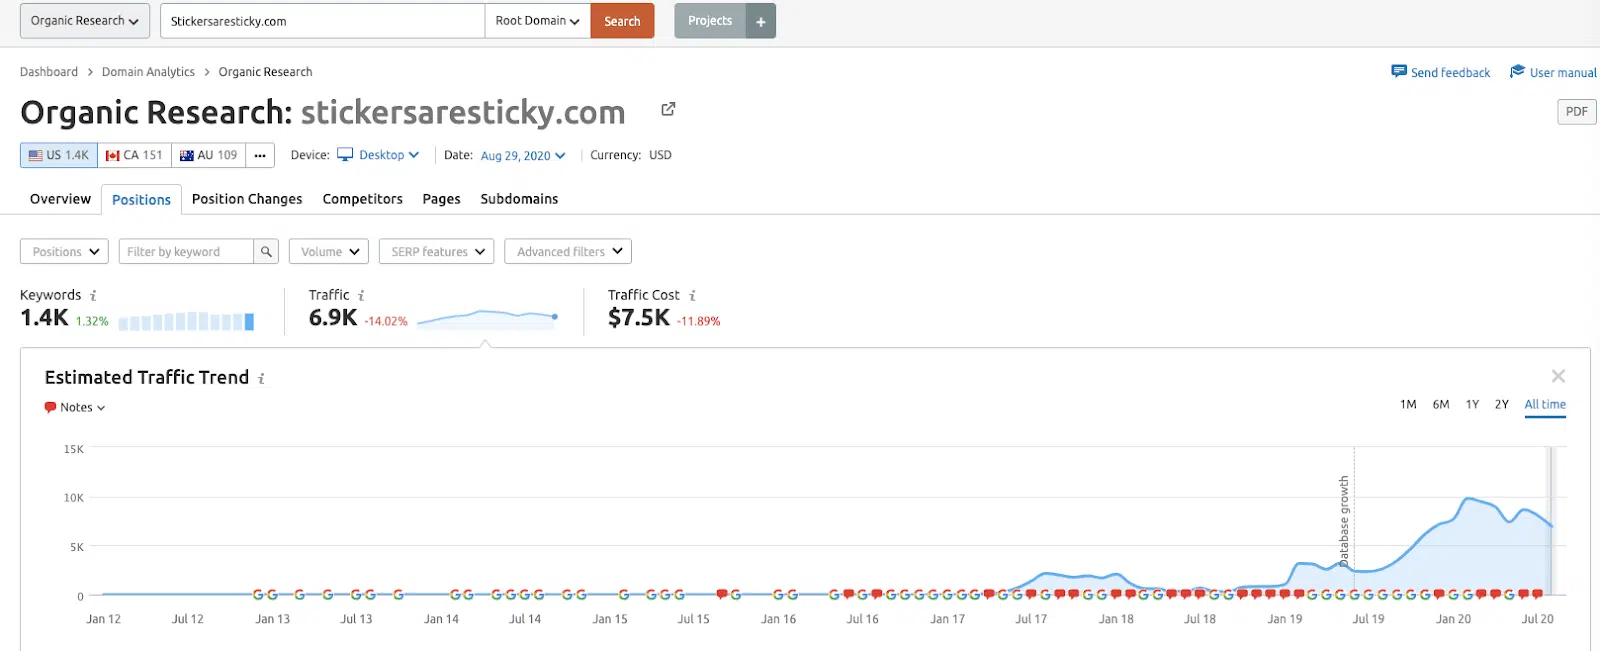 Organic Research Stickersaresticky.com Root Domain Search Projects +
Dashboard > Domain Analytics > Organic Research Send feedback User manual
Organic Research: stickersaresticky.com
PDF
US 1.4K CA 151 AU 109 ... Device: Desktop Date: Aug 29, 2020 Currency: USD
Overview Positions Position Changes Competitors Pages Subdomains
Positions Filter by keyword Volume SERP features Advanced filters
Keywords i Traffic i Traffic Cost i
1.4K 1.32% 6.9K -14.02% $7.5K -11.89%
Estimated Traffic Trend i
Notes 1M 6M 1Y 2Y All time
15K
10K
5K
0
Database growth
Jan 12 Jul 12 Jan 13 Jul 13 Jan 14 Jul 14 Jan 15 Jul 15 Jan 16 Jul 16 Jan 17 Jul 17 Jan 18 Jul 18 Jan 19 Jul 19 Jan 20 Jul 20